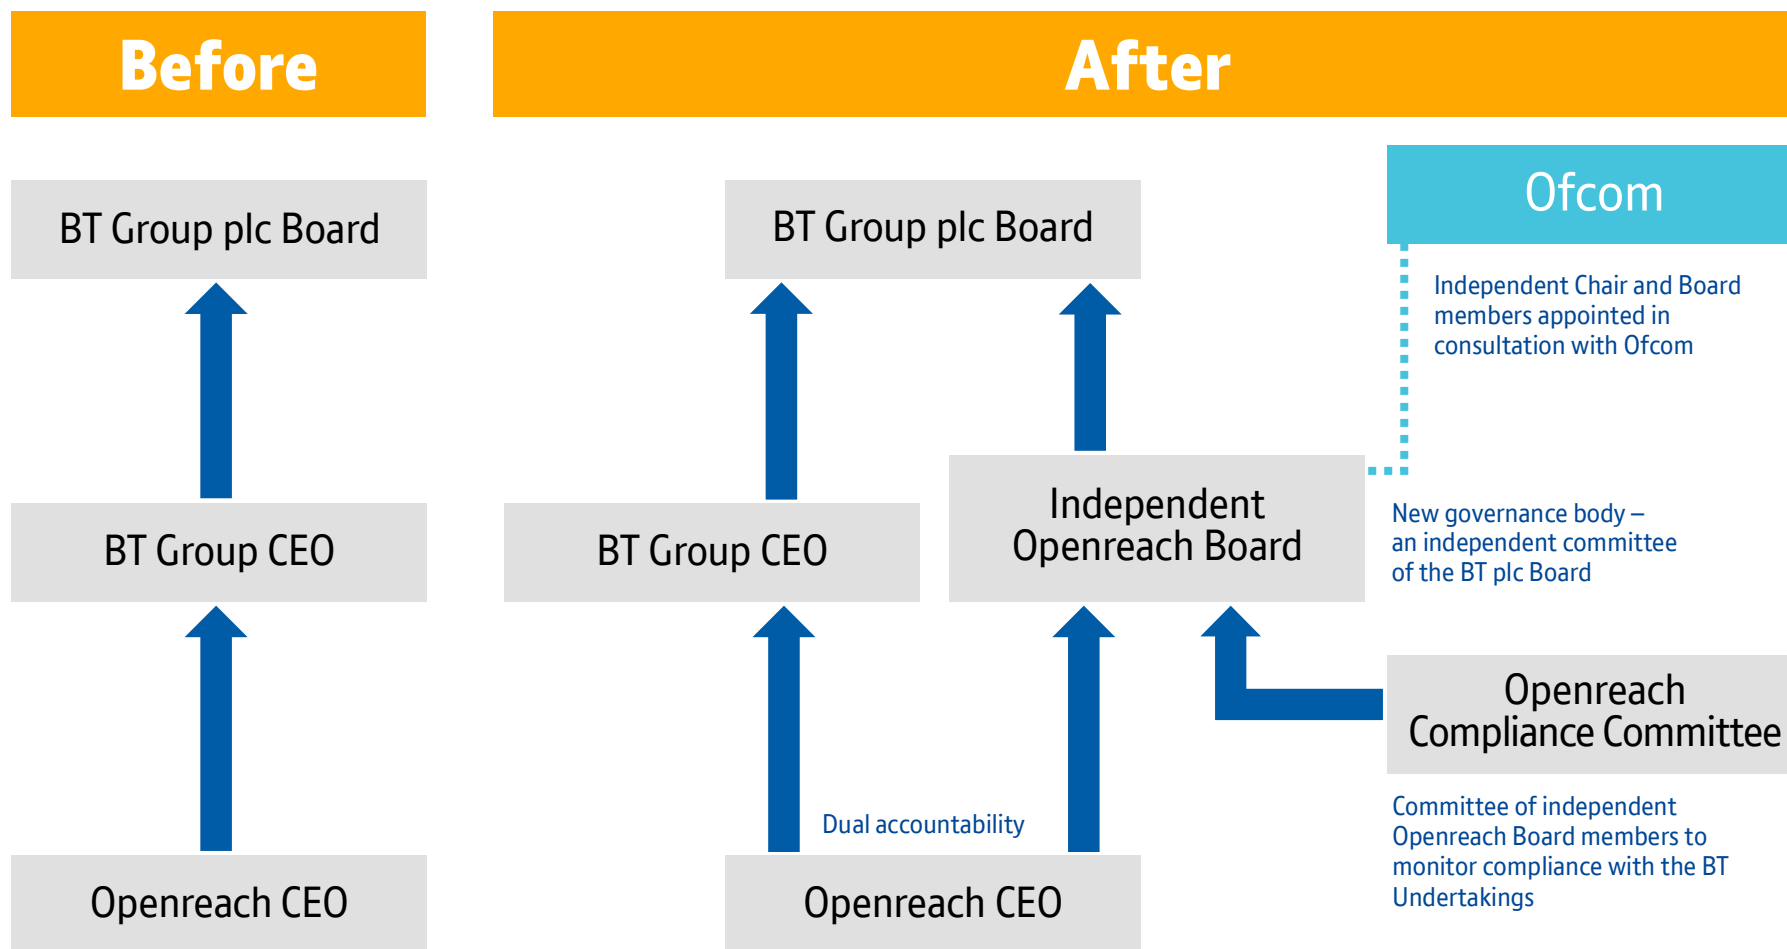 Before
After
BT Group plc Board
BT Group CEO
Openreach CEO
BT Group plc Board
Ofcom
Independent Chair and Board
members appointed in
consultation with Ofcom
BT Group CEO
Independent
Openreach Board
New governance body –
an independent committee
of the BT plc Board
Openreach
Compliance Committee
Dual accountability
Committee of independent
Openreach Board members to
monitor compliance with the BT
Undertakings
Openreach CEO